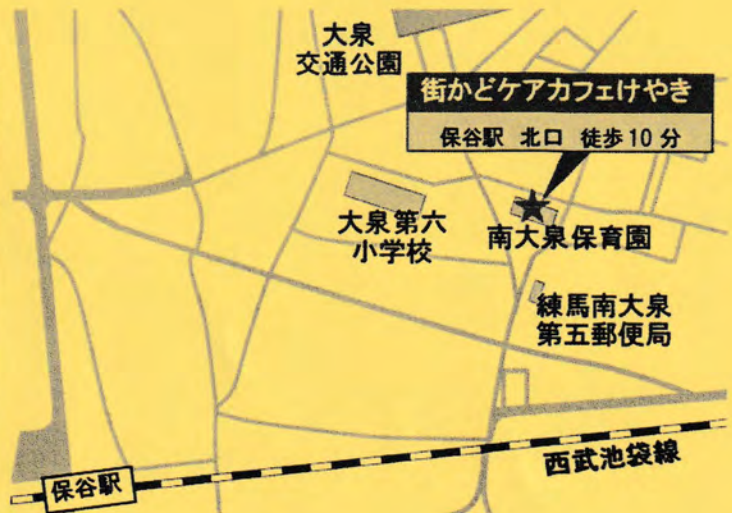 大泉
交通公園
街かどケアカフェけやき
保谷駅 北口 徒歩10分
大泉第六
小学校
南大泉保育園
練馬南大泉
第五郵便局
西武池袋線
保谷駅